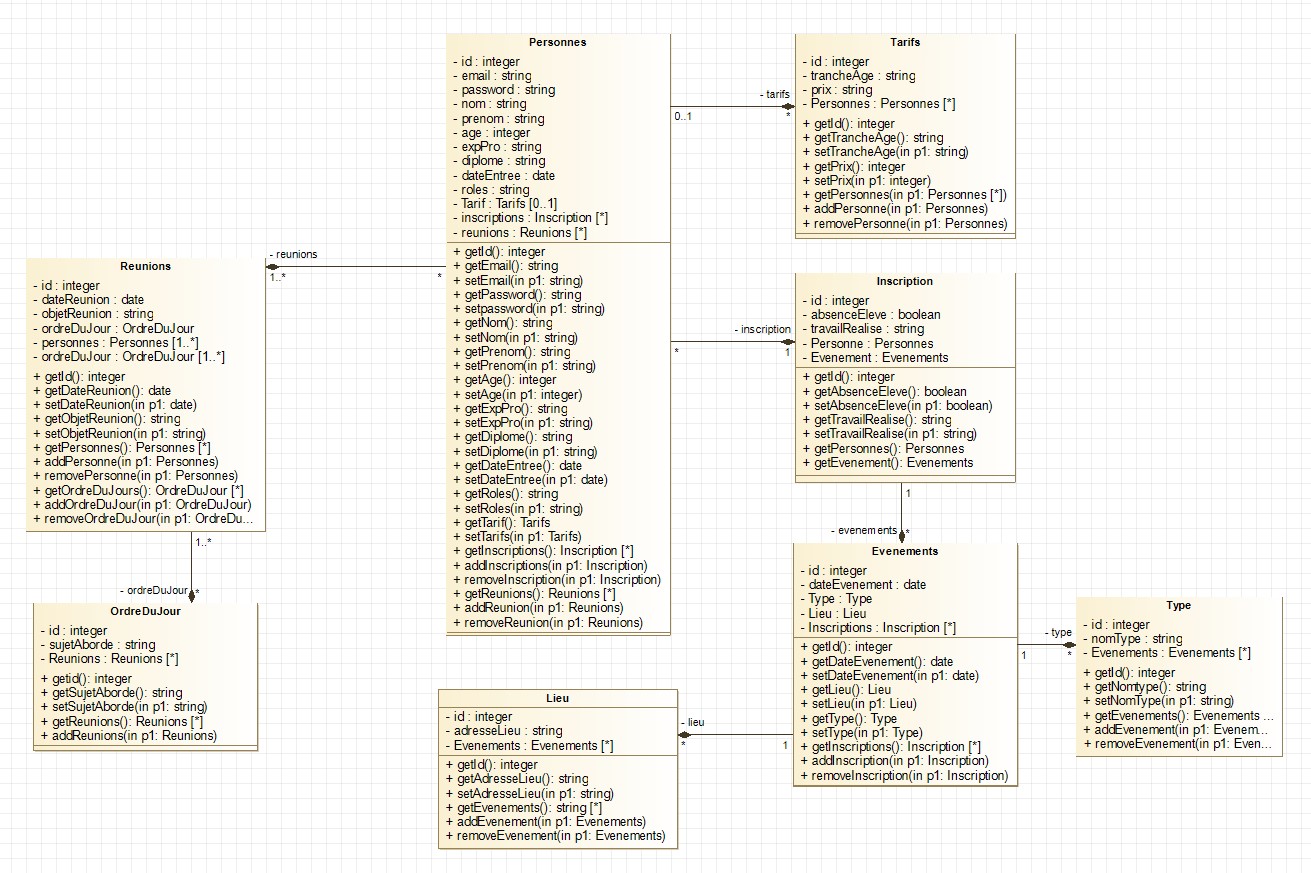 Personnes
- id : integer
- email : string
- password : string
- nom : string
- prenom : string
- age : integer
- expPro : string
- diplome : string
- dateEntree : date
- roles : string
- Tarif : Tarifs [0..1]
- inscriptions : Inscription [*]
- reunions : Reunions [*]
+ getId(): integer
+ getEmail(): string
+ setEmail(in p1: string)
+ getPassword(): string
+ setpassword(in p1: string)
+ getNom(): string
+ setNom(in p1: string)
+ getPrenom(): string
+ setPrenom(in p1: string)
+ getAge(): integer
+ setAge(in p1: integer)
+ getExpPro(): string
+ setExpPro(in p1: string)
+ getDiplome(): string
+ setDiplome(in p1: string)
+ getDateEntree(): date
+ setDateEntree(in p1: date)
+ getRoles(): string
+ setRoles(in p1: string)
+ getTarif(): Tarifs
+ setTarifs(in p1: Tarifs)
+ getInscriptions(): Inscription [*]
+ addInscriptions(in p1: Inscription)
+ removeInscription(in p1: Inscription)
+ getReunions(): Reunions [*]
+ addReunion(in p1: Reunions)
+ removeReunion(in p1: Reunions)
- tarifs
0..1
*
Tarifs
- id : integer
- trancheAge : string
- prix : string
- Personnes : Personnes [*]
+ getId(): integer
+ getTrancheAge(): string
+ setTrancheAge(in p1: string)
+ getPrix(): integer
+ setPrix(in p1: integer)
+ getPersonnes(in p1: Personnes [*])
+ addPersonne(in p1: Personnes)
+ removePersonne(in p1: Personnes)
- reunions
1..*
*
Reunions
- id : integer
- dateReunion : date
- objetReunion : string
- ordreDuJour : OrdreDuJour
- personnes : Personnes [1..*]
- ordreDuJour : OrdreDuJour [1..*]
+ getId(): integer
+ getDateReunion(): date
+ setDateReunion(in p1: date)
+ getObjetReunion(): string
+ setObjetReunion(in p1: string)
+ getPersonnes(): Personnes [*]
+ addPersonne(in p1: Personnes)
+ removePersonne(in p1: Personnes)
+ getOrdreDuJours(): OrdreDuJour [*]
+ addOrdreDuJour(in p1: OrdreDuJour)
+ removeOrdreDuJour(in p1: OrdreDu...
- inscription
*
1
Inscription
- id : integer
- absenceEleve : boolean
- travailRealise : string
- Personne : Personnes
- Evenement : Evenements
+ getId(): integer
+ getAbsenceEleve(): boolean
+ setAbsenceEleve(in p1: boolean)
+ getTravailRealise(): string
+ setTravailRealise(in p1: string)
+ getPersonnes(): Personnes
+ getEvenement(): Evenements
1
- evenements
*
1..*
- ordreDuJour
*
OrdreDuJour
- id : integer
- sujetAborde : string
- Reunions : Reunions [*]
+ getid(): integer
+ getSujetAborde(): string
+ setSujetAborde(in p1: string)
+ getReunions(): Reunions [*]
+ addReunions(in p1: Reunions)
Evenements
- id : integer
- dateEvenement : date
- Type : Type
- Lieu : Lieu
- Inscriptions : Inscription [*]
+ getId(): integer
+ getDateEvenement(): date
+ setDateEvenement(in p1: date)
+ getLieu(): Lieu
+ setLieu(in p1: Lieu)
+ getType(): Type
+ setType(in p1: Type)
+ getInscriptions(): Inscription [*]
+ addInscription(in p1: Inscription)
+ removeInscription(in p1: Inscription)
- type
1
*
Type
- id : integer
- nomType : string
- Evenements : Evenements [*]
+ getId(): integer
+ getNomtype(): string
+ setNomType(in p1: string)
+ getEvenements(): Evenements ...
+ addEvenement(in p1: Evenem...
+ removeEvenement(in p1: Even...
Lieu
- id : integer
- adresseLieu : string
- Evenements : Evenements [*]
+ getId(): integer
+ getAdresseLieu(): string
+ setAdresseLieu(in p1: string)
+ getEvenements(): string [*]
+ addEvenement(in p1: Evenements)
+ removeEvenement(in p1: Evenements)
- lieu
*
1